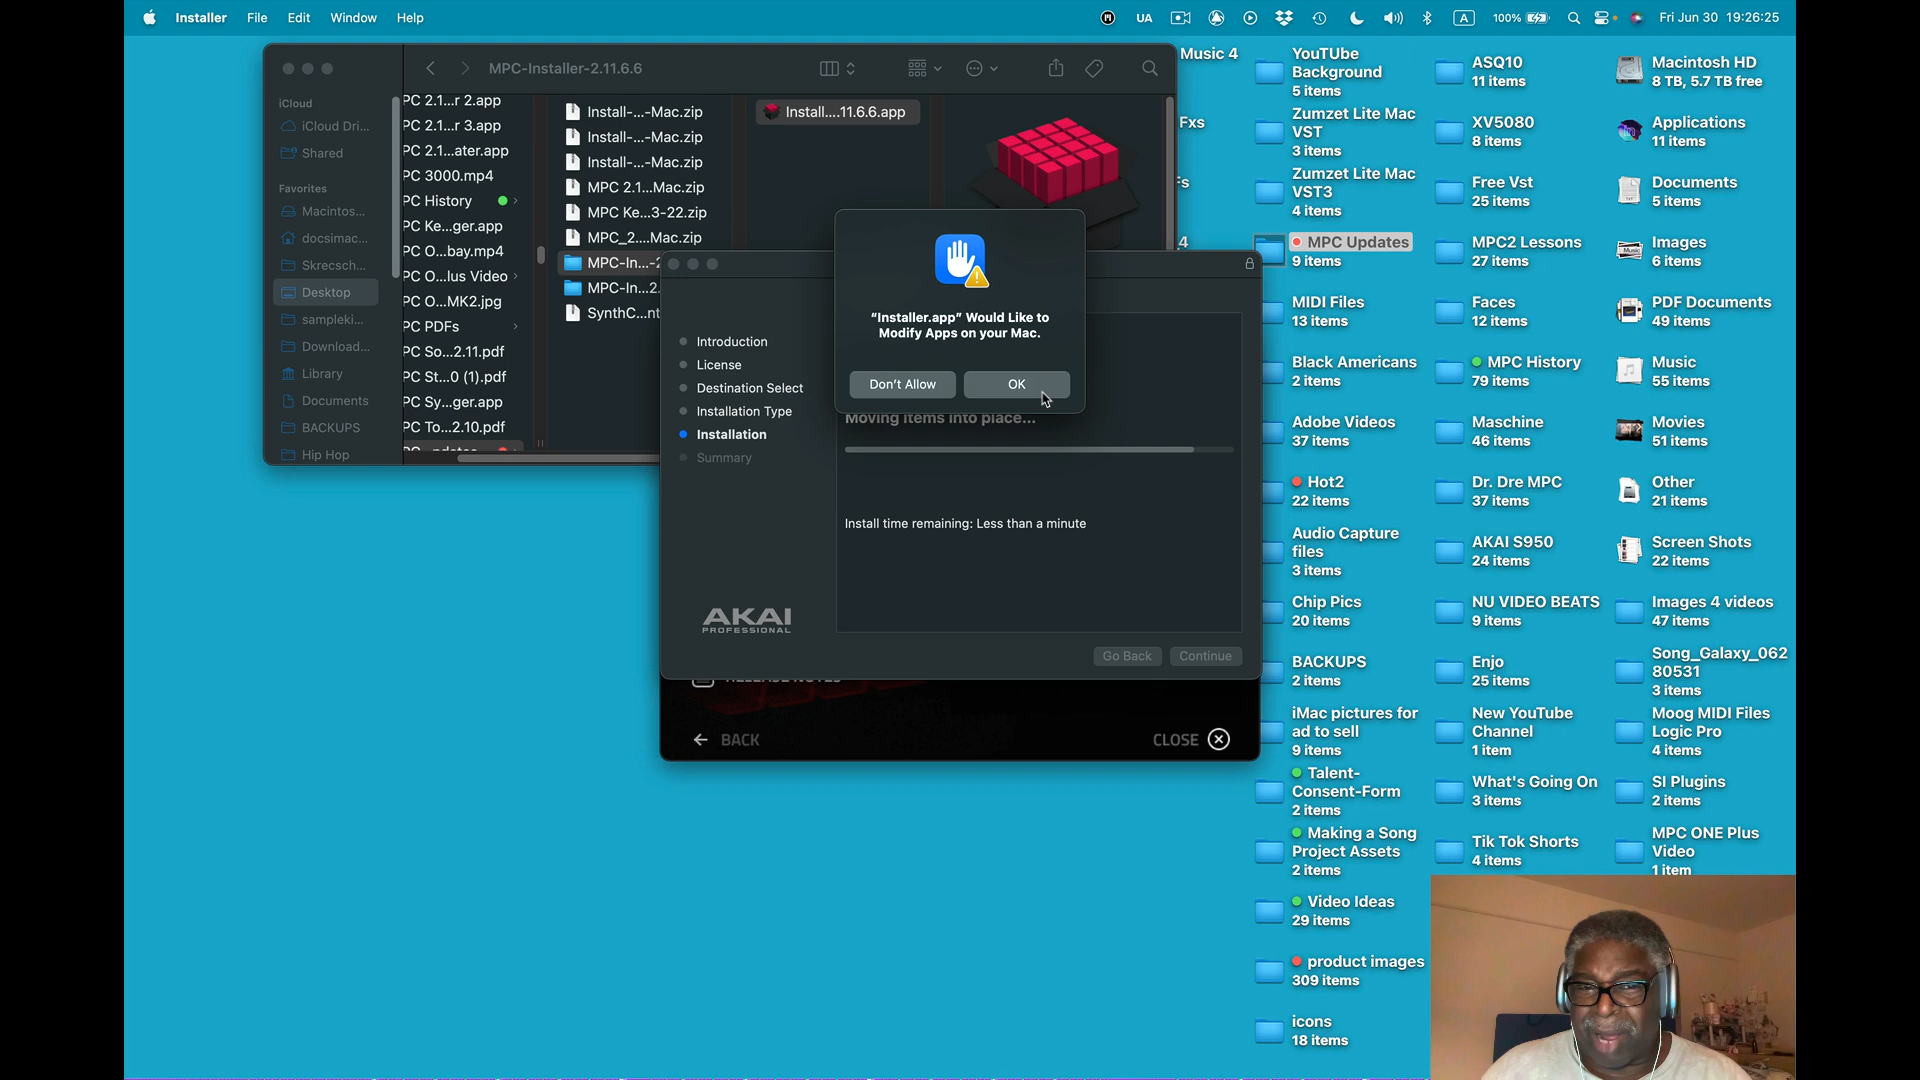 Installer File Edit Window Help
UA
A
100%
Fri Jun 30 19:26:25
MPC-Installer-2.11.6.6
iCloud
iCloud Dri...
Shared
Favorites
Macintos...
docsimac...
Skrecsch...
Desktop
sampleki...
Download...
Library
Documents
BACKUPS
Hip Hop
PC 2.1...r 2.app
PC 2.1...r 3.app
PC 2.1...ater.app
PC 3000.mp4
PC History
PC Ke...ger.app
PC O...bay.mp4
PC O...lus Video
PC O...MK2.jpg
PC PDFs
PC So...2.11.pdf
PC St...0 (1).pdf
PC Sy...ger.app
PC To...2.10.pdf
Install-...-Mac.zip
Install-...-Mac.zip
Install-...-Mac.zip
MPC 2.1...Mac.zip
MPC Ke...3-22.zip
MPC_2....Mac.zip
MPC-In...-2
MPC-In...2.
SynthC...nt
Install....11.6.6.app
"Installer.app" Would Like to
Modify Apps on your Mac.
Don't Allow
OK
Introduction
License
Destination Select
Installation Type
Installation
Summary
Moving items into place...
Install time remaining: Less than a minute
AKAI
PROFESSIONAL
Go Back
Continue
RELEASE NOTES
BACK
CLOSE
Music 4
Fxs
's
4
YouTUbe
Background
5 items
Zumzet Lite Mac
VST
3 items
Zumzet Lite Mac
VST3
4 items
MPC Updates
9 items
MIDI Files
13 items
Black Americans
2 items
Adobe Videos
37 items
Hot2
22 items
Audio Capture
files
3 items
Chip Pics
20 items
BACKUPS
2 items
iMac pictures for
ad to sell
9 items
Talent-
Consent-Form
2 items
Making a Song
Project Assets
2 items
Video Ideas
29 items
product images
309 items
icons
18 items
ASQ10
11 items
XV5080
8 items
Free Vst
25 items
MPC2 Lessons
27 items
Faces
12 items
MPC History
79 items
Maschine
46 items
Dr. Dre MPC
37 items
AKAI S950
24 items
NU VIDEO BEATS
9 items
Enjo
25 items
New YouTube
Channel
1 item
What's Going On
3 items
Tik Tok Shorts
4 items
Macintosh HD
8 TB, 5.7 TB free
Applications
11 items
Documents
5 items
Images
6 items
PDF Documents
49 items
Music
55 items
Movies
51 items
Other
21 items
Screen Shots
22 items
Images 4 videos
47 items
Song_Galaxy_062
80531
3 items
Moog MIDI Files
Logic Pro
4 items
SI Plugins
2 items
MPC ONE Plus
Video
1 item